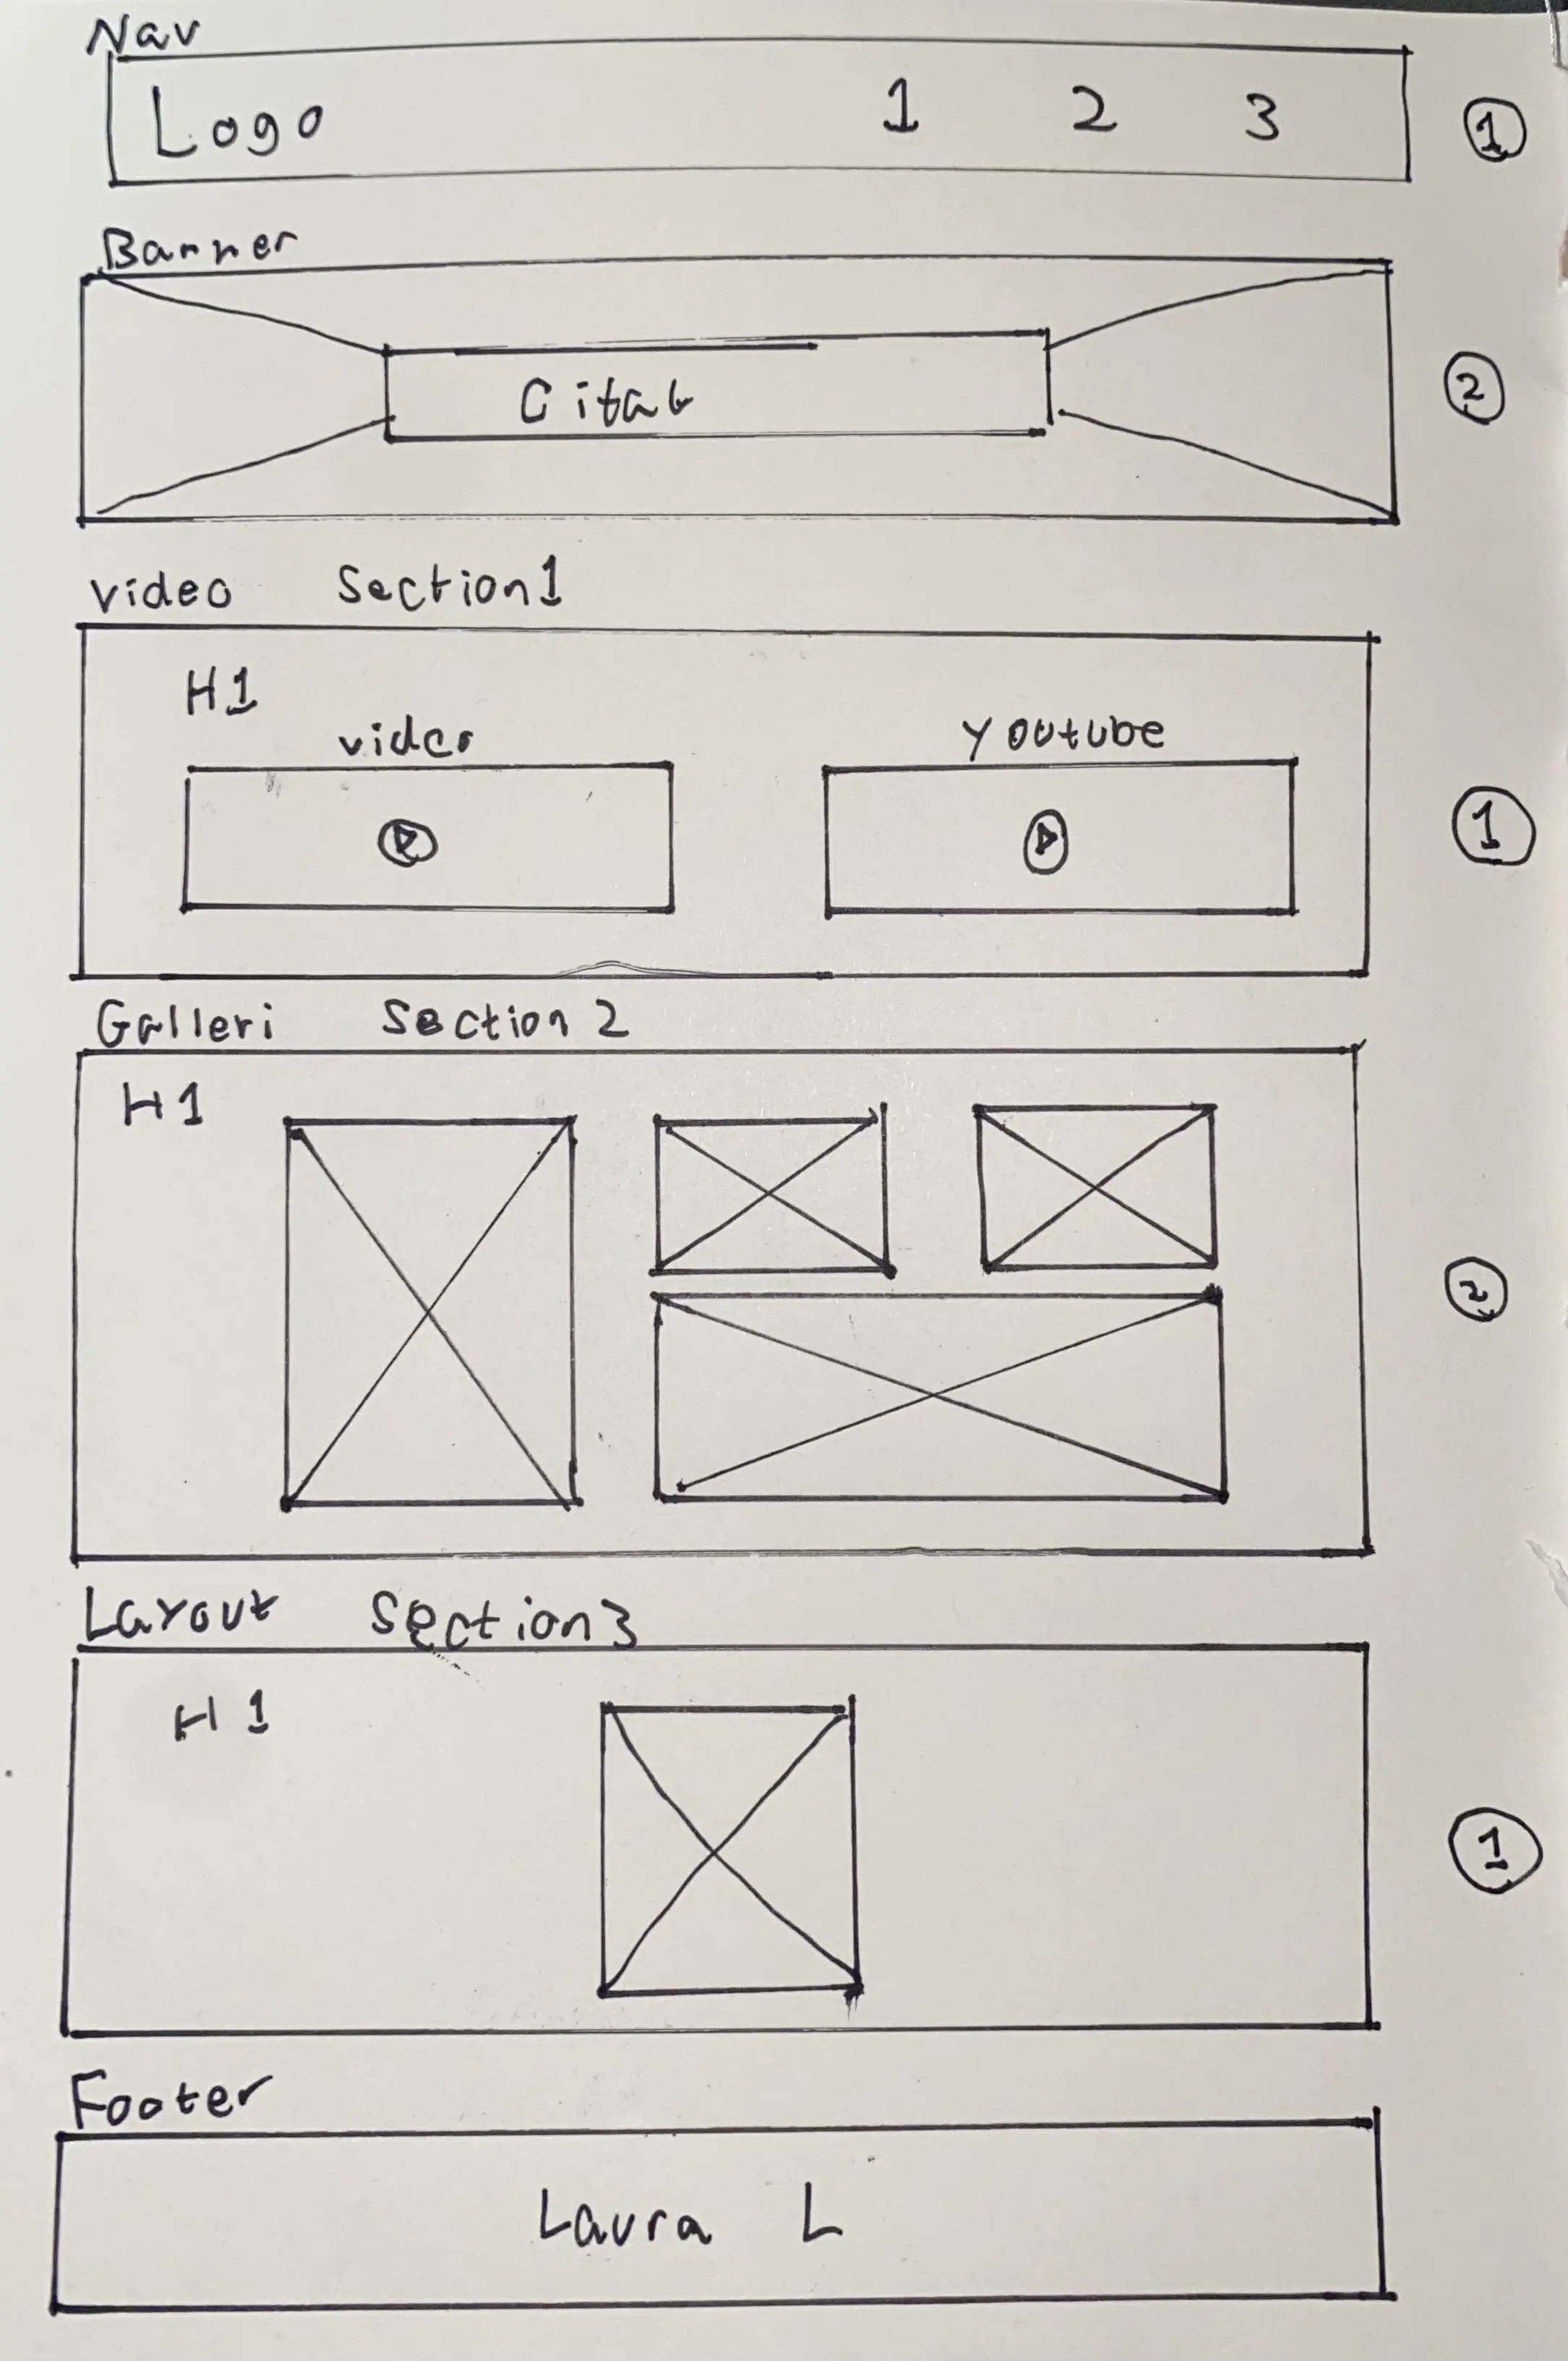 Nav
Logo 1 2 3 1
Banner
Citat 2
video Section1
H1
video youtube
1
Galleri Section 2
H1
2
Layout Section3
H1
1
Footer
Laura L